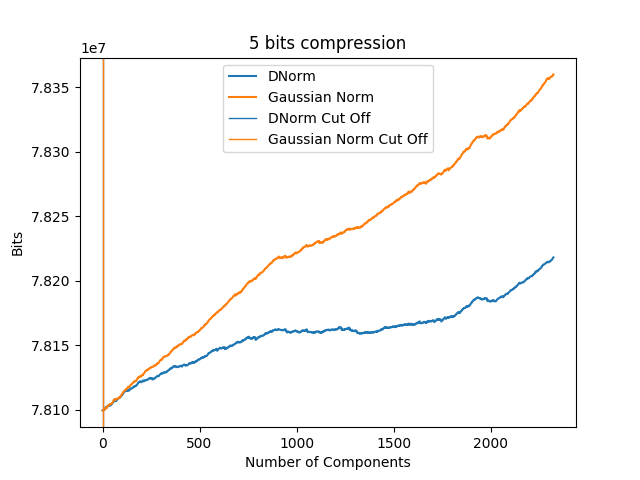 5 bits compression
1e7
DNorm
Gaussian Norm
DNorm Cut Off
Gaussian Norm Cut Off
7.835
7.830
7.825
7.820
7.815
7.810
Bits
0 500 1000 1500 2000
Number of Components